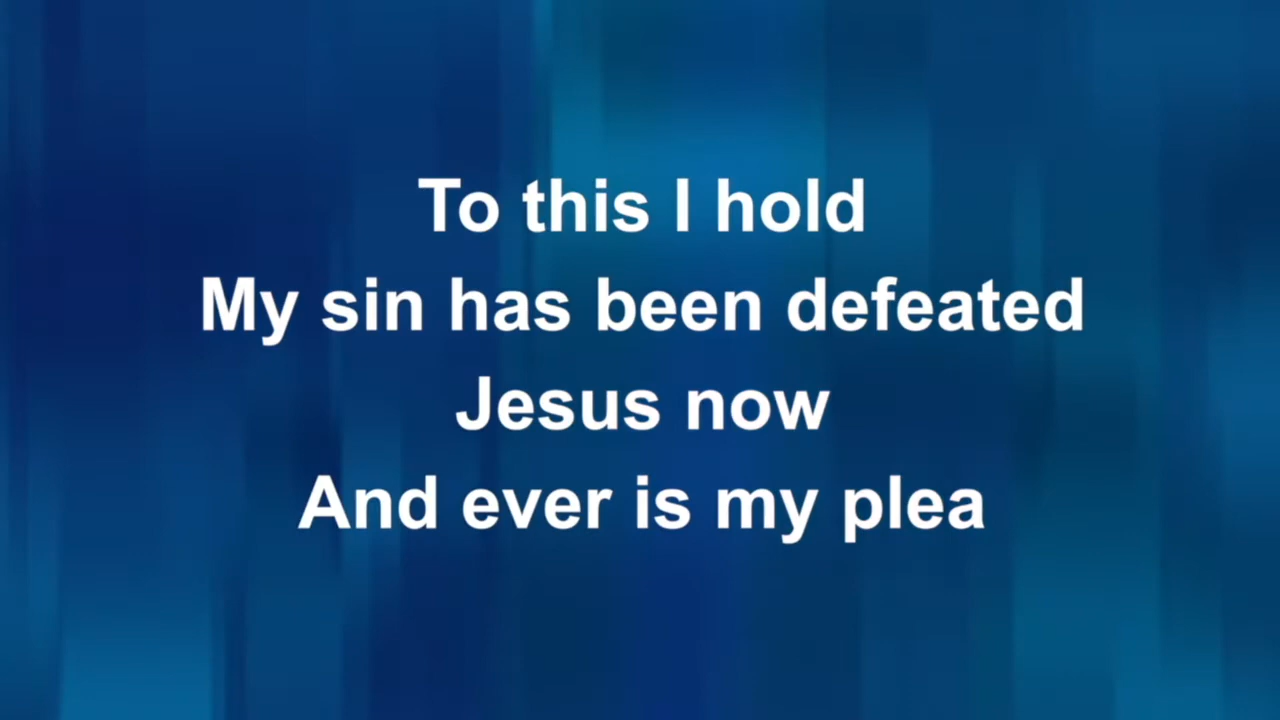 To this I hold
My sin has been defeated
Jesus now
And ever is my plea